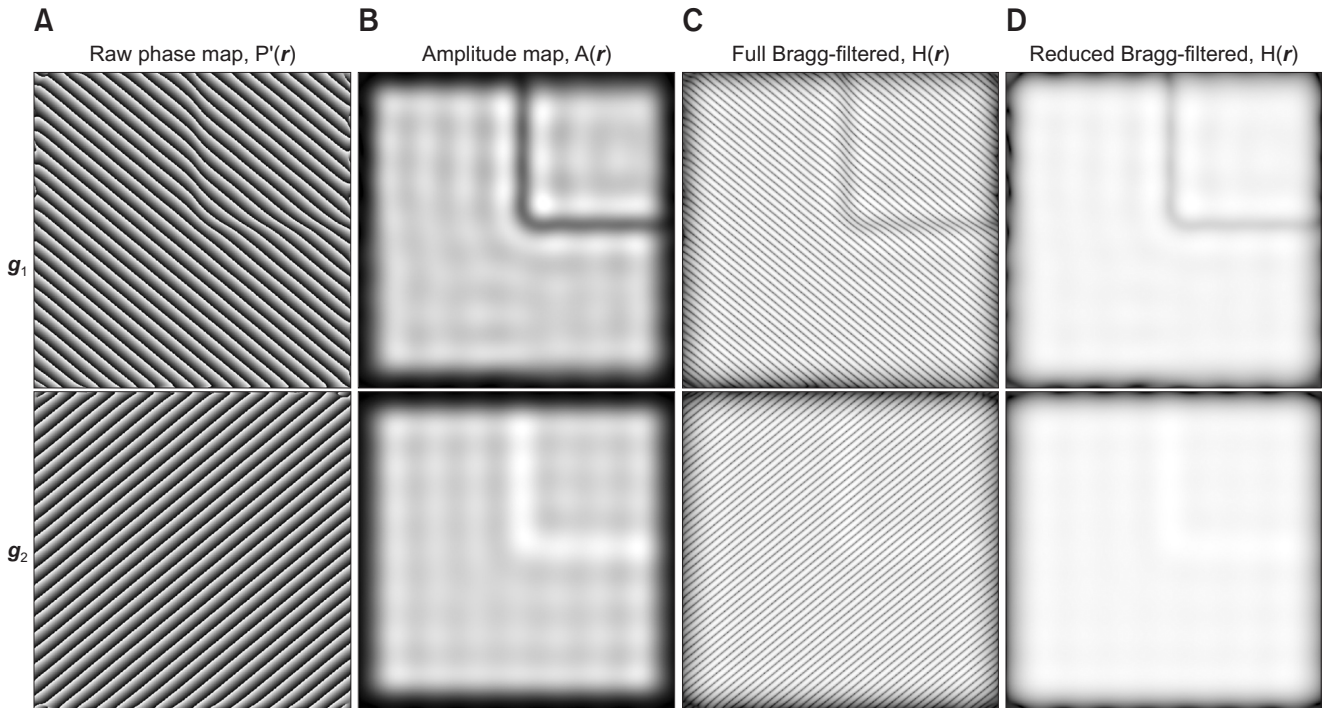 A
B
C
D
Raw phase map, P'(r)
Amplitude map, A(r)
Full Bragg-filtered, H(r)
Reduced Bragg-filtered, H(r)
g1
g2